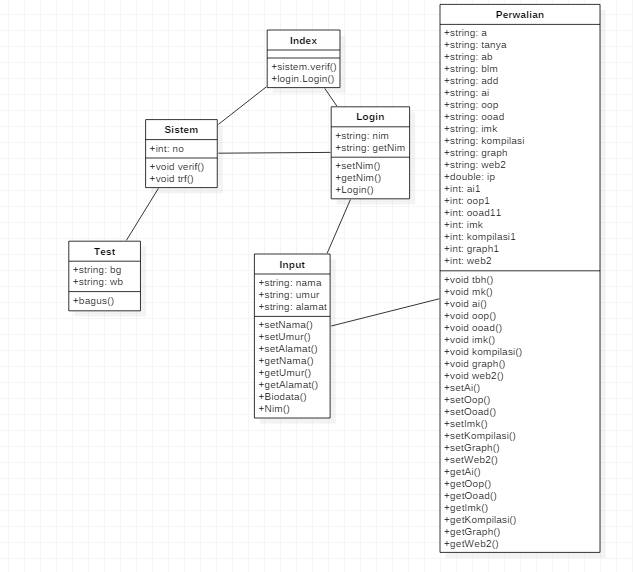 Index
+sistem.verif()
+login.Login()
Sistem
+int: no
+void verif()
+void trf()
Login
+string: nim
+string: getNim
+setNim()
+getNim()
+Login()
Test
+string: bg
+string: wb
+bagus()
Input
+string: nama
+string: umur
+string: alamat
+setNama()
+setUmur()
+setAlamat()
+getNama()
+getUmur()
+getAlamat()
+Biodata()
+Nim()
Perwalian
+string: a
+string: tanya
+string: ab
+string: blm
+string: add
+string: ai
+string: oop
+string: ooad
+string: imk
+string: kompilasi
+string: graph
+string: web2
+double: ip
+int: ai1
+int: oop1
+int: ooad11
+int: imk
+int: kompilasi1
+int: graph1
+int: web2
+void tbh()
+void mk()
+void ai()
+void oop()
+void ooad()
+void imk()
+void kompilasi()
+void graph()
+void web2()
+setAi()
+setOop()
+setOoad()
+setImk()
+setKompilasi()
+setGraph()
+setWeb2()
+getAi()
+getOop()
+getOoad()
+getImk()
+getKompilasi()
+getGraph()
+getWeb2()